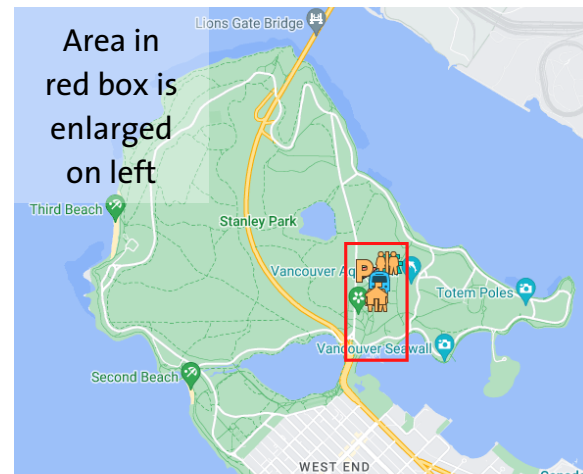 Area in
red box is
enlarged
on left
Lions Gate Bridge
Third Beach
Stanley Park
Vancouver Aq
P
Totem Poles
Vancouver Seawall
Second Beach
WEST END